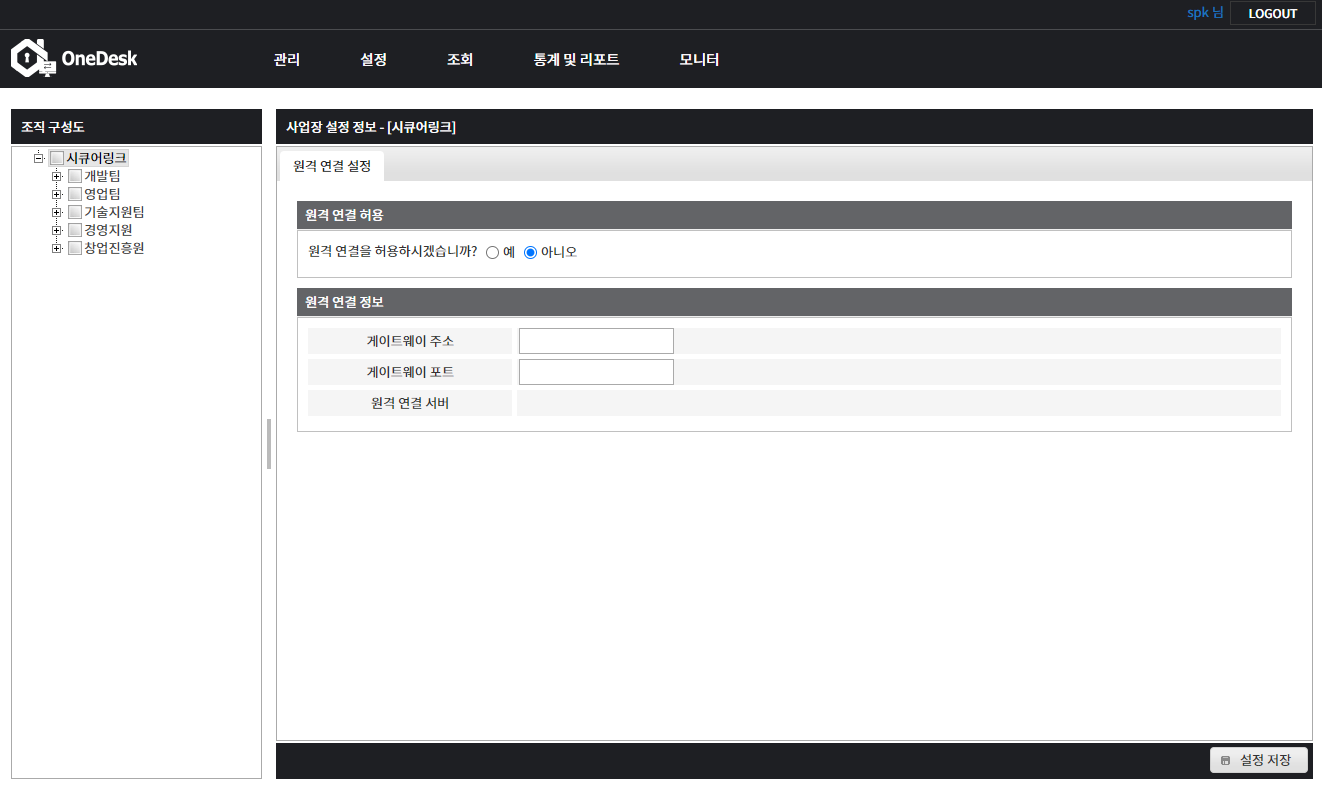 spk 님 LOGOUT
OneDesk 관리 설정 조회 통계 및 리포트 모니터
조직 구성도
시큐어링크
개발팀
영업팀
기술지원팀
경영지원
창업진흥원
사업장 설정 정보 - [시큐어링크]
원격 연결 설정
원격 연결 허용
원격 연결을 허용하시겠습니까? 예 아니오
원격 연결 정보
게이트웨이 주소
게이트웨이 포트
원격 연결 서버
설정 저장